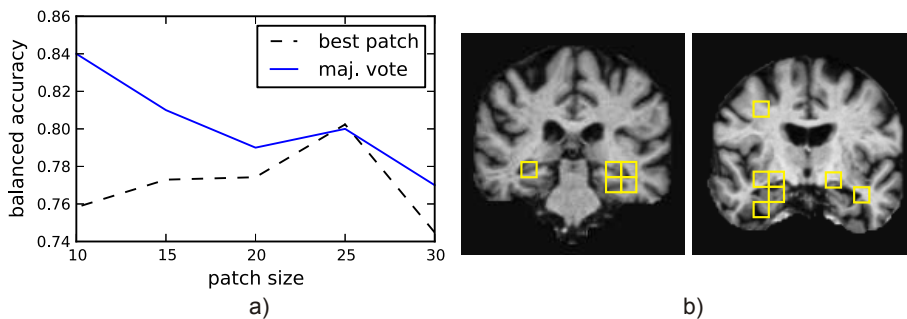 0.86
0.84
0.82
0.80
0.78
0.76
0.74
balanced accuracy
best patch
maj. vote
10 15 20 25 30
patch size
a) b)